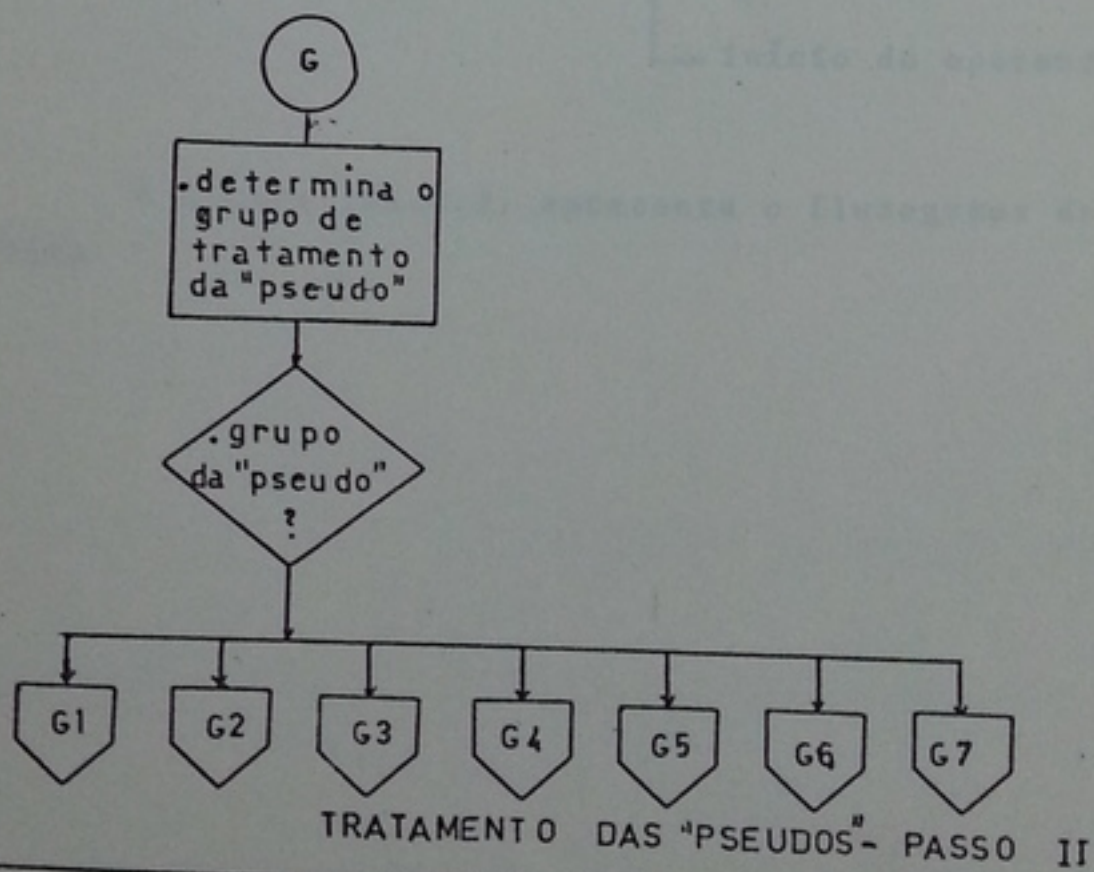 G
.determina o
grupo de
tratamento
da "pseudo"
.grupo
da "pseudo"
?
G1 G2 G3 G4 G5 G6 G7
TRATAMENTO DAS "PSEUDOS"- PASSO II